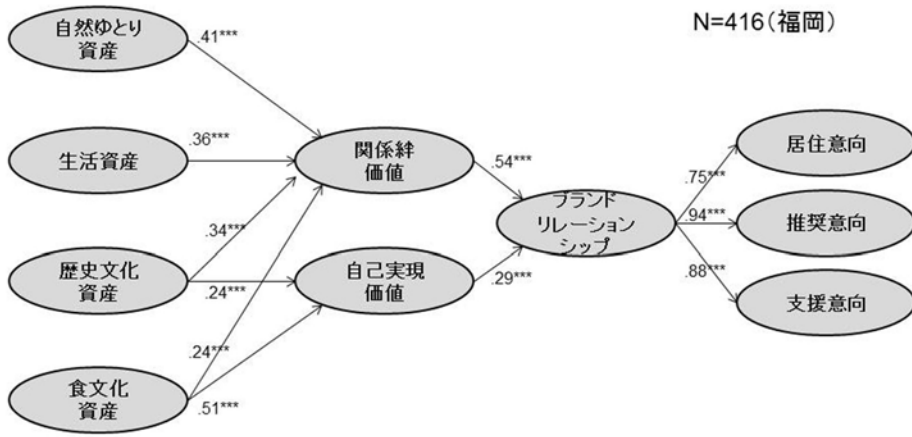 N=416(福岡)
自然ゆとり
資産
.41***
生活資産
.36***
関係絆
価値
.54***
居住意向
.75***
ブランド
リレーション
シップ
推奨意向
.94***
.34***
歴史文化
資産
.24***
自己実現
価値
.29***
支援意向
.88***
.24***
食文化
資産
.51***